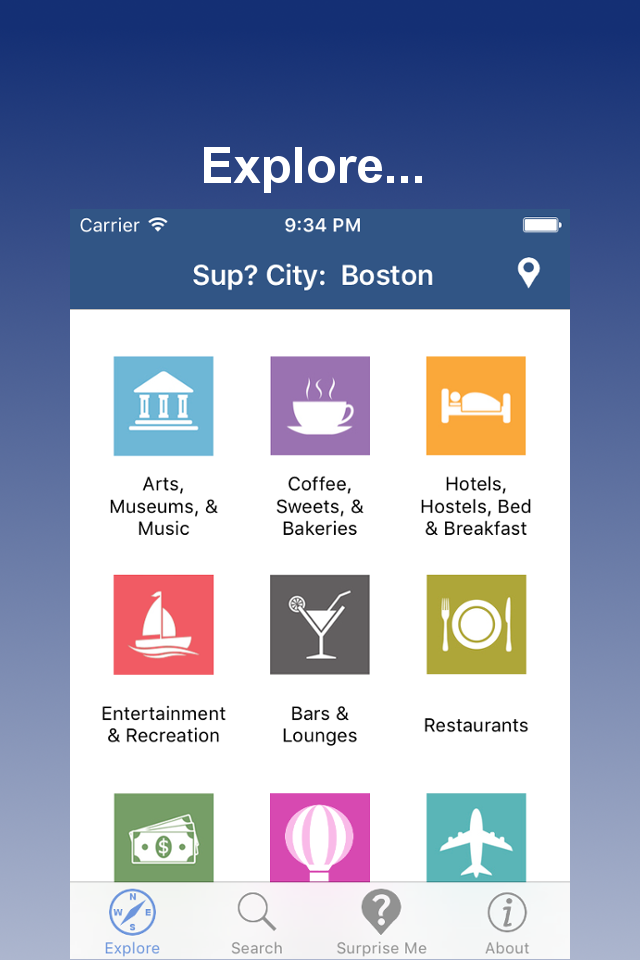 Explore...
Carrier 9:34 PM
Sup? City: Boston
Arts,
Museums, &
Music
Coffee,
Sweets, &
Bakeries
Hotels,
Hostels, Bed
& Breakfast
Entertainment
& Recreation
Bars &
Lounges
Restaurants
$
N
W E
S
?
i
Explore Search Surprise Me About